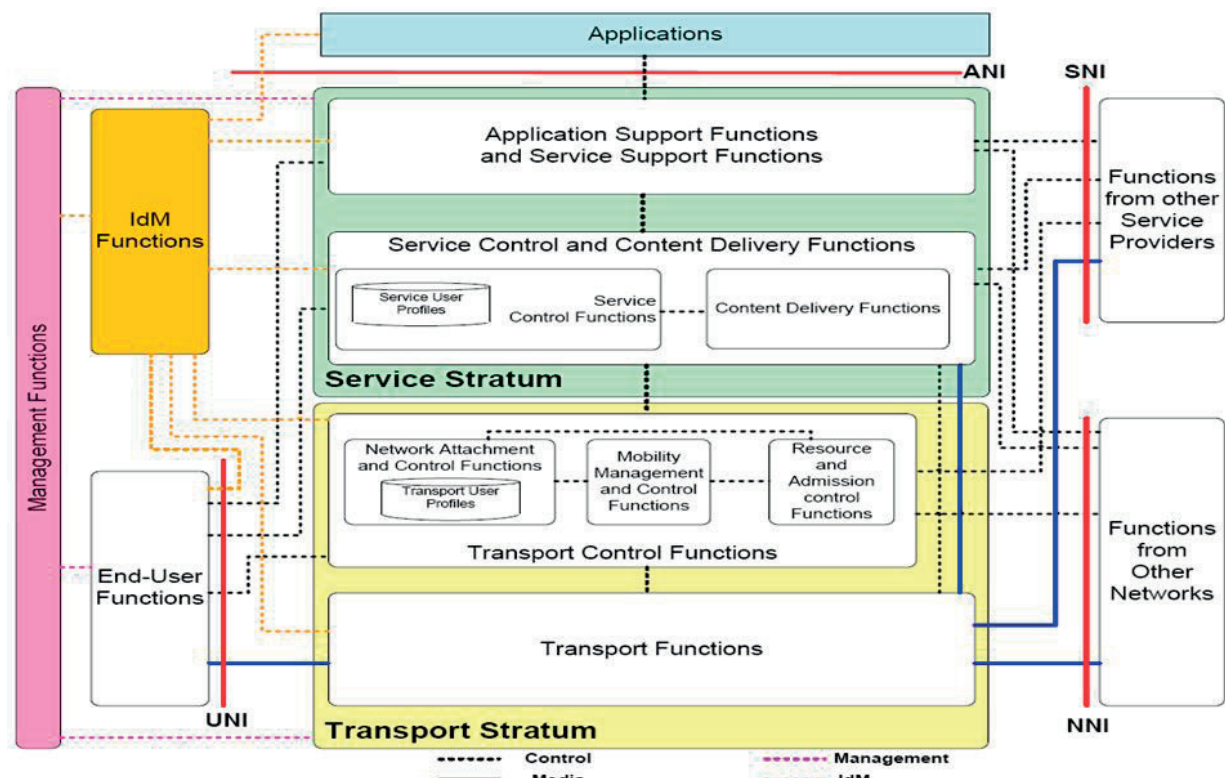 Applications
ANI
SNI
Management Functions
IdM
Functions
Application Support Functions
and Service Support Functions
Functions
from other
Service
Providers
Service Control and Content Delivery Functions
Service User
Profiles
Service
Control Functions
Content Delivery Functions
Service Stratum
Network Attachment
and Control Functions
Transport User
Profiles
Mobility
Management
and Control
Functions
Resource
and
Admission
control
Functions
Transport Control Functions
End-User
Functions
Functions
from
Other
Networks
Transport Functions
UNI
Transport Stratum
NNI
Control
Management
Media
IdM